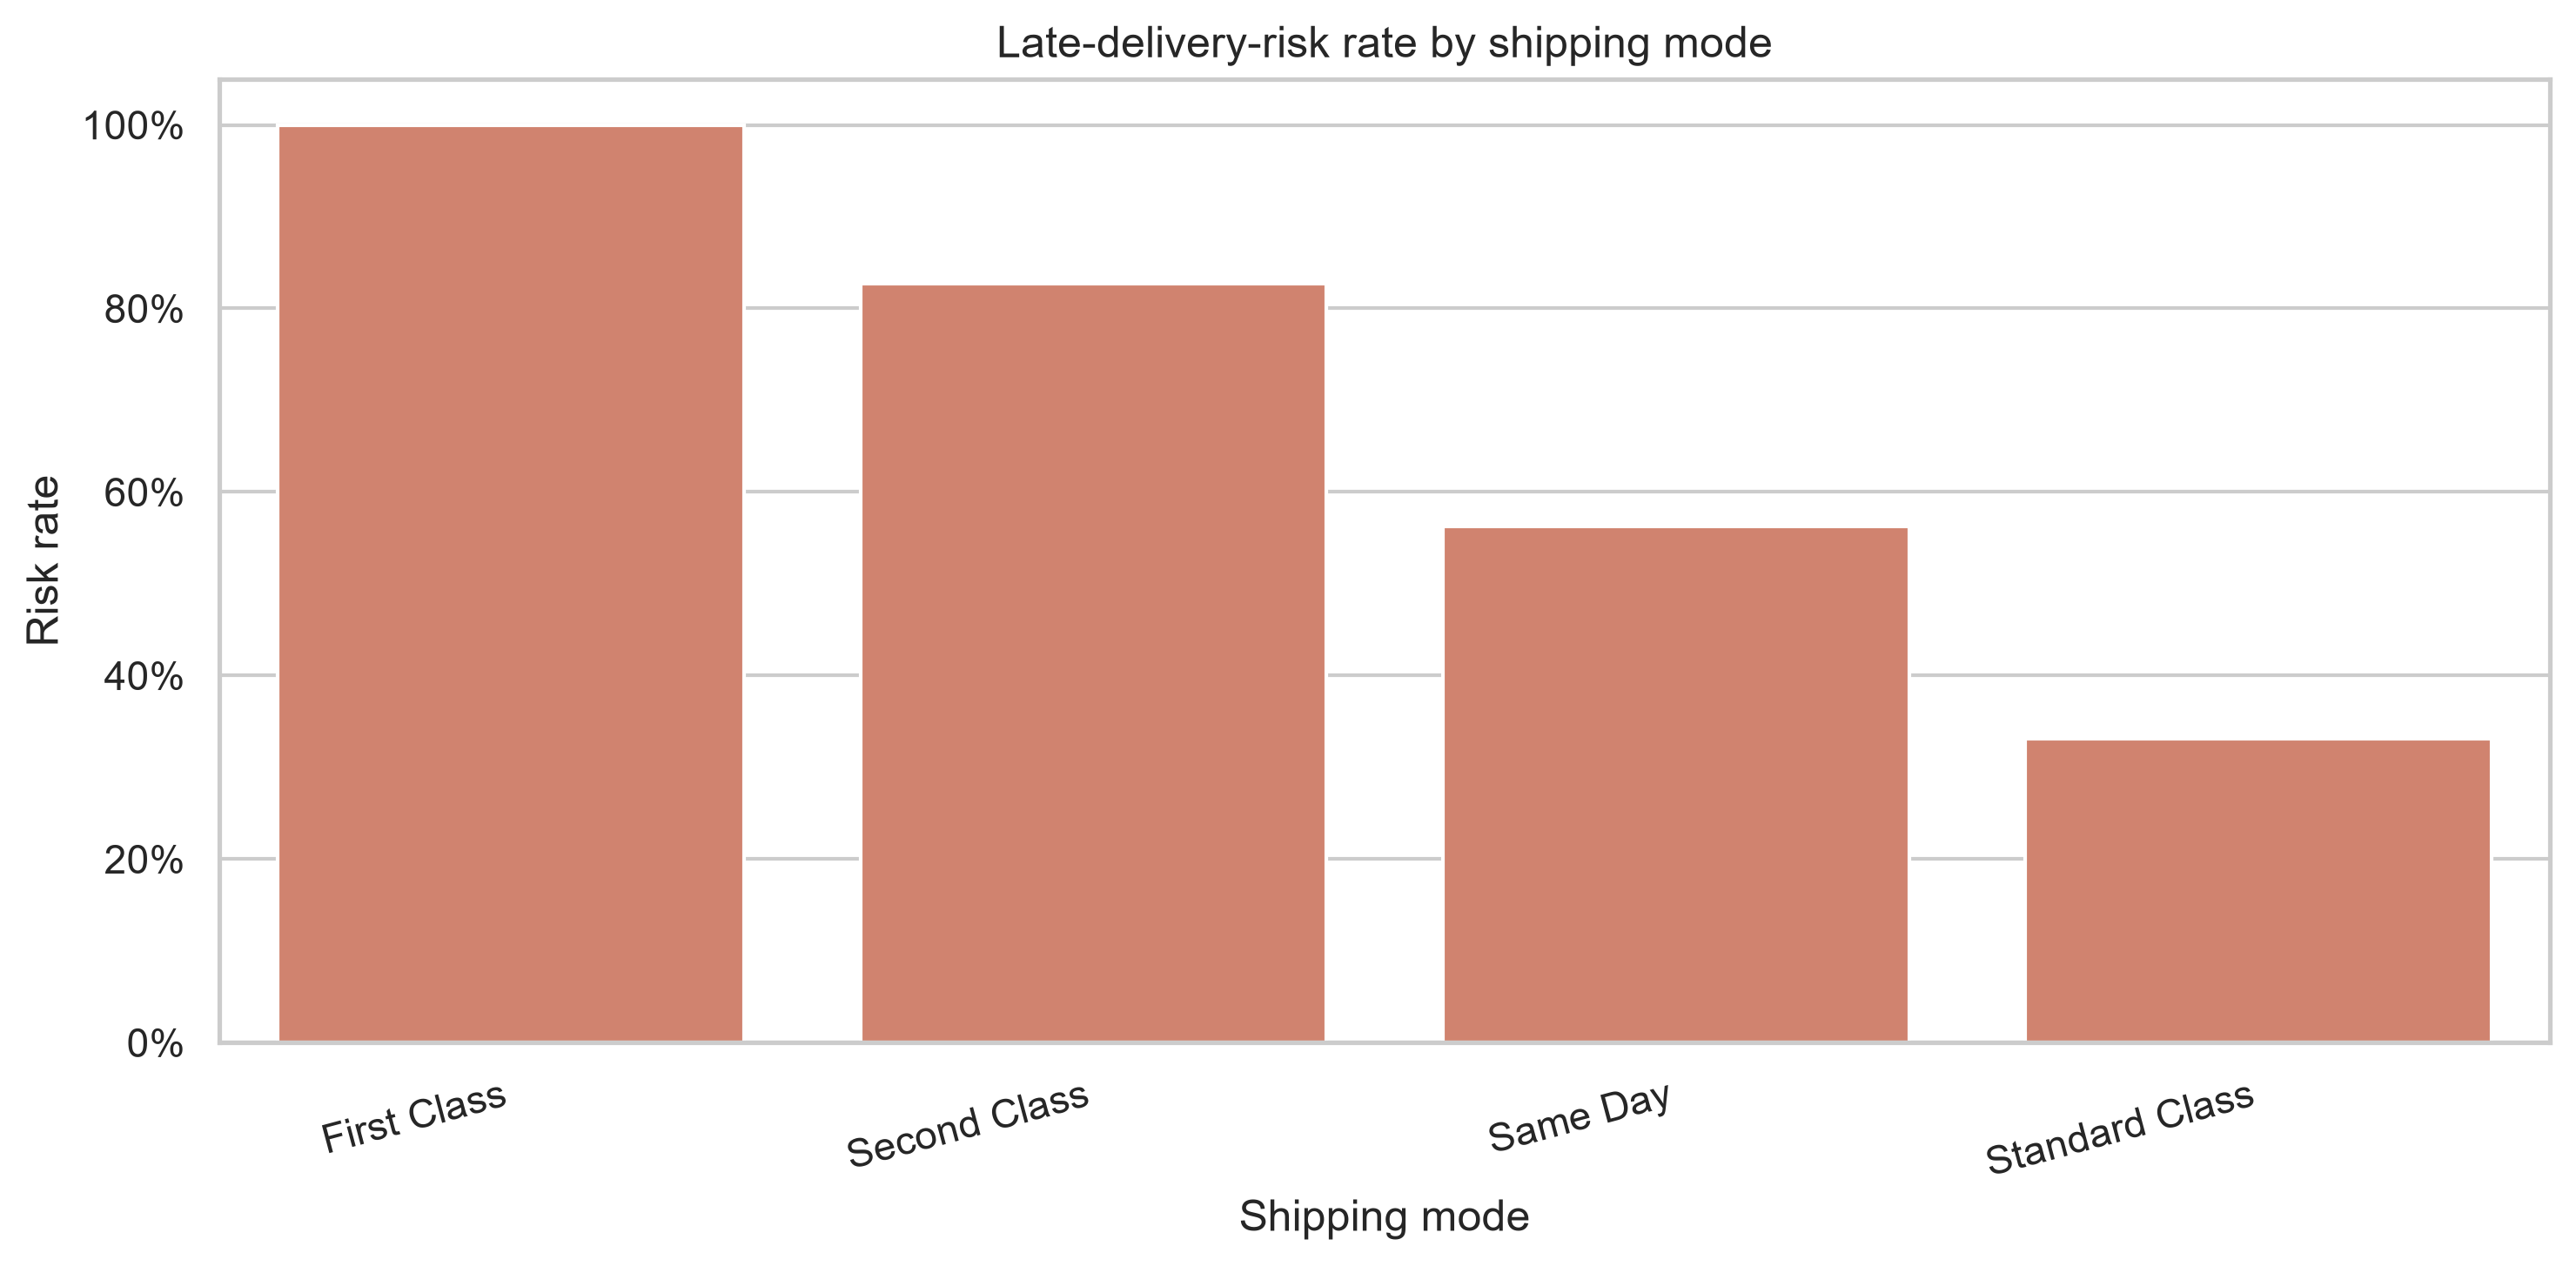 Late-delivery-risk rate by shipping mode
100%
80%
60%
40%
20%
0%
Risk rate
First Class
Second Class
Same Day
Standard Class
Shipping mode